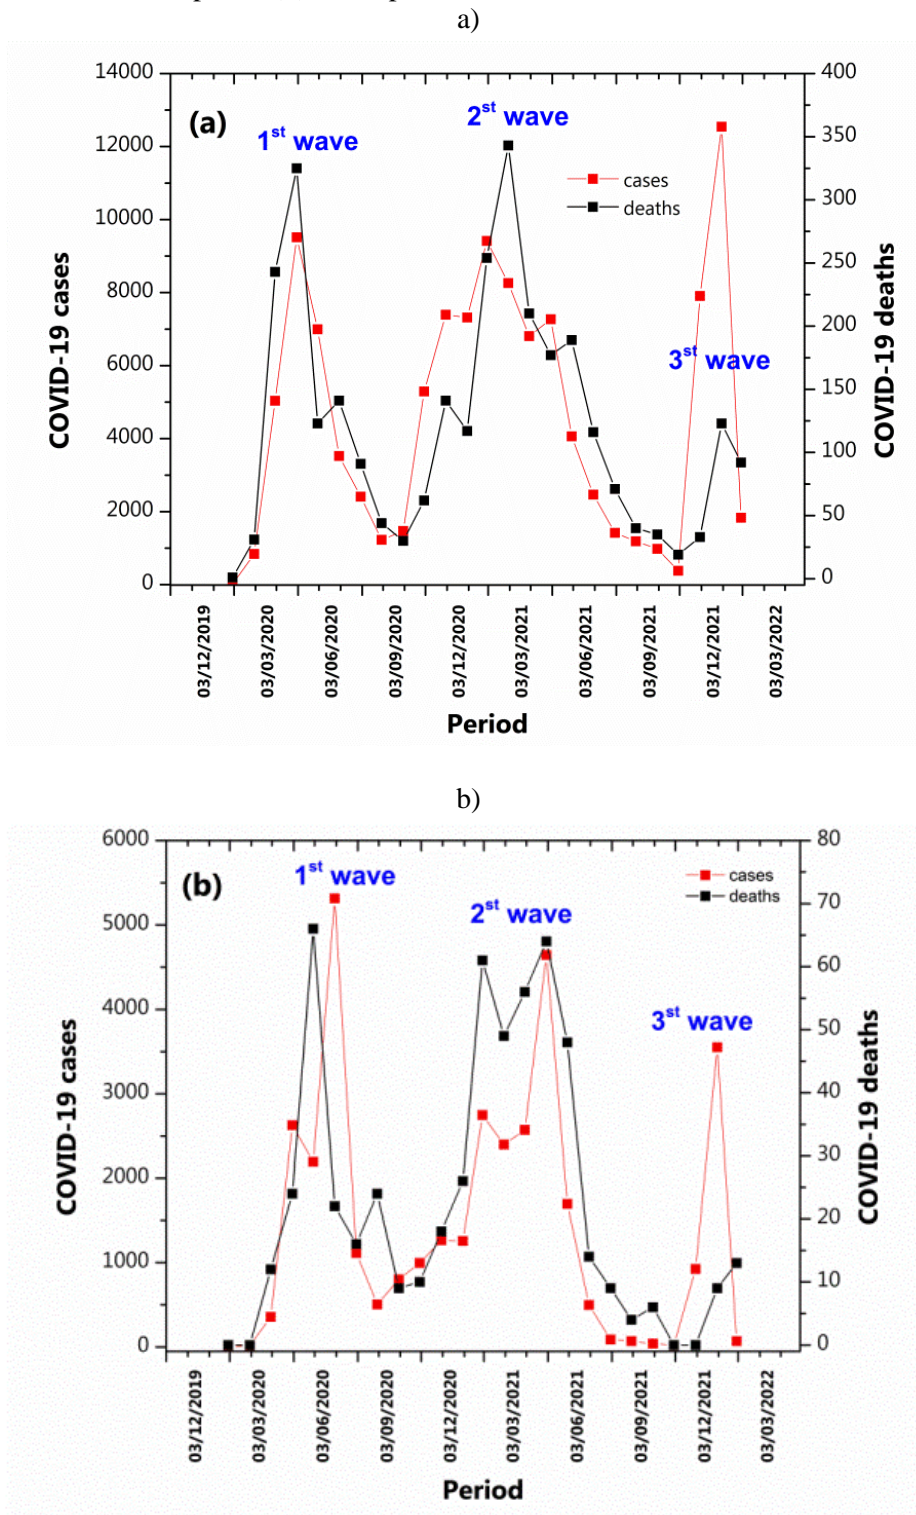 a)
14000
12000
10000
8000
6000
4000
2000
0
400
350
300
250
200
150
100
50
0
(a)
1st wave
2st wave
3st wave
cases
deaths
COVID-19 cases
COVID-19 deaths
03/12/2019
03/03/2020
03/06/2020
03/09/2020
03/12/2020
03/03/2021
03/06/2021
03/09/2021
03/12/2021
03/03/2022
Period
b)
6000
5000
4000
3000
2000
1000
0
80
70
60
50
40
30
20
10
0
(b)
1st wave
2st wave
3st wave
cases
deaths
COVID-19 cases
COVID-19 deaths
03/12/2019
03/03/2020
03/06/2020
03/09/2020
03/12/2020
03/03/2021
03/06/2021
03/09/2021
03/12/2021
03/03/2022
Period